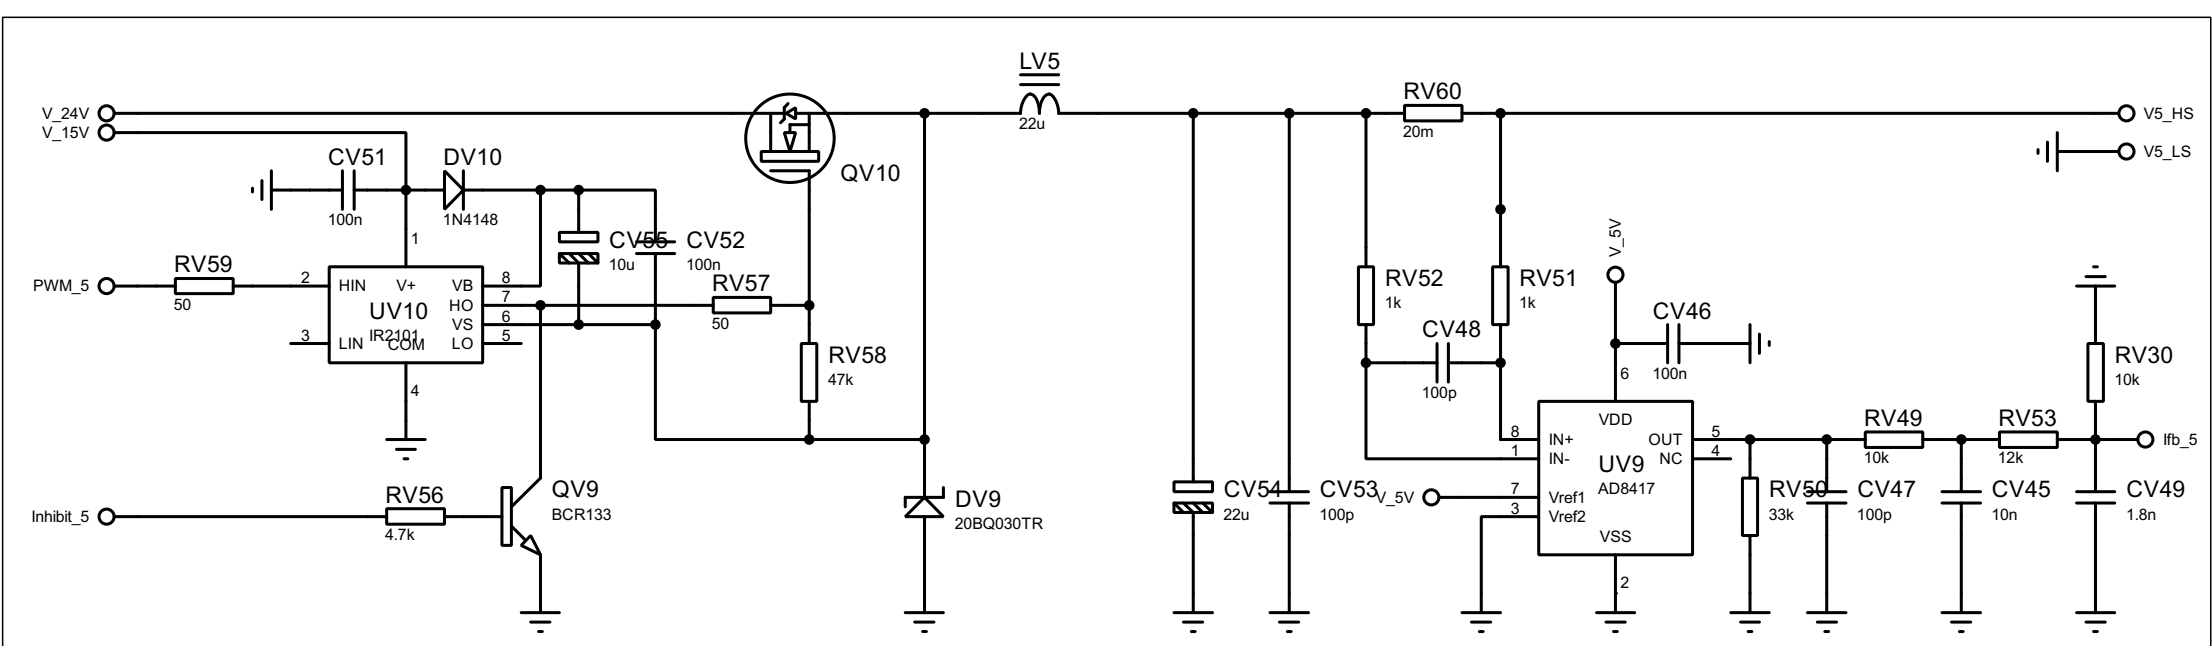 LV5
22u
RV60
20m
V_24V
V_15V
V5_HS
V5_LS
QV10
CV51
100n
DV10
1N4148
1
CV55
10u
CV52
100n
RV57
50
PWM_5
RV59
50
2
3
HIN
LIN
V+
UV10
IR2101
COM
VB
HO
VS
LO
8
7
6
5
4
RV58
47k
Inhibit_5
RV56
4.7k
QV9
BCR133
DV9
20BQ030TR
CV54
22u
CV53
100p
RV52
1k
RV51
1k
CV48
100p
V_5V
CV46
100n
6
VDD
8
1
7
3
IN+
IN-
Vref1
Vref2
V_5V
OUT
NC
5
4
UV9
AD8417
VSS
2
RV50
33k
CV47
100p
RV49
10k
CV45
10n
RV53
12k
RV30
10k
CV49
1.8n
Ifb_5